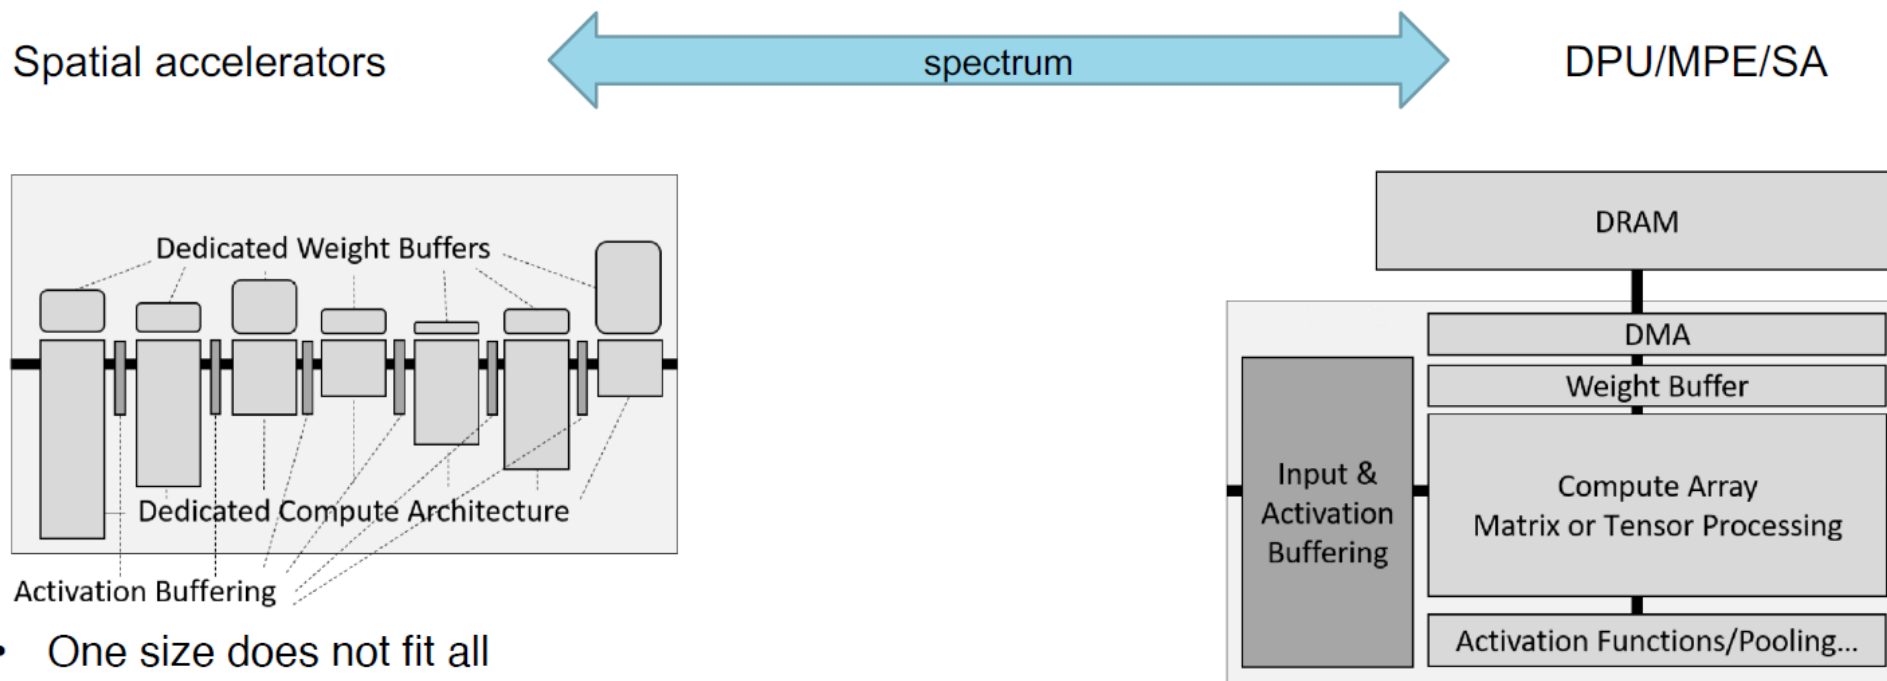 Spatial accelerators
spectrum
DPU/MPE/SA
Dedicated Weight Buffers
Dedicated Compute Architecture
Activation Buffering
• One size does not fit all
DRAM
DMA
Weight Buffer
Input &
Activation
Buffering
Compute Array
Matrix or Tensor Processing
Activation Functions/Pooling...